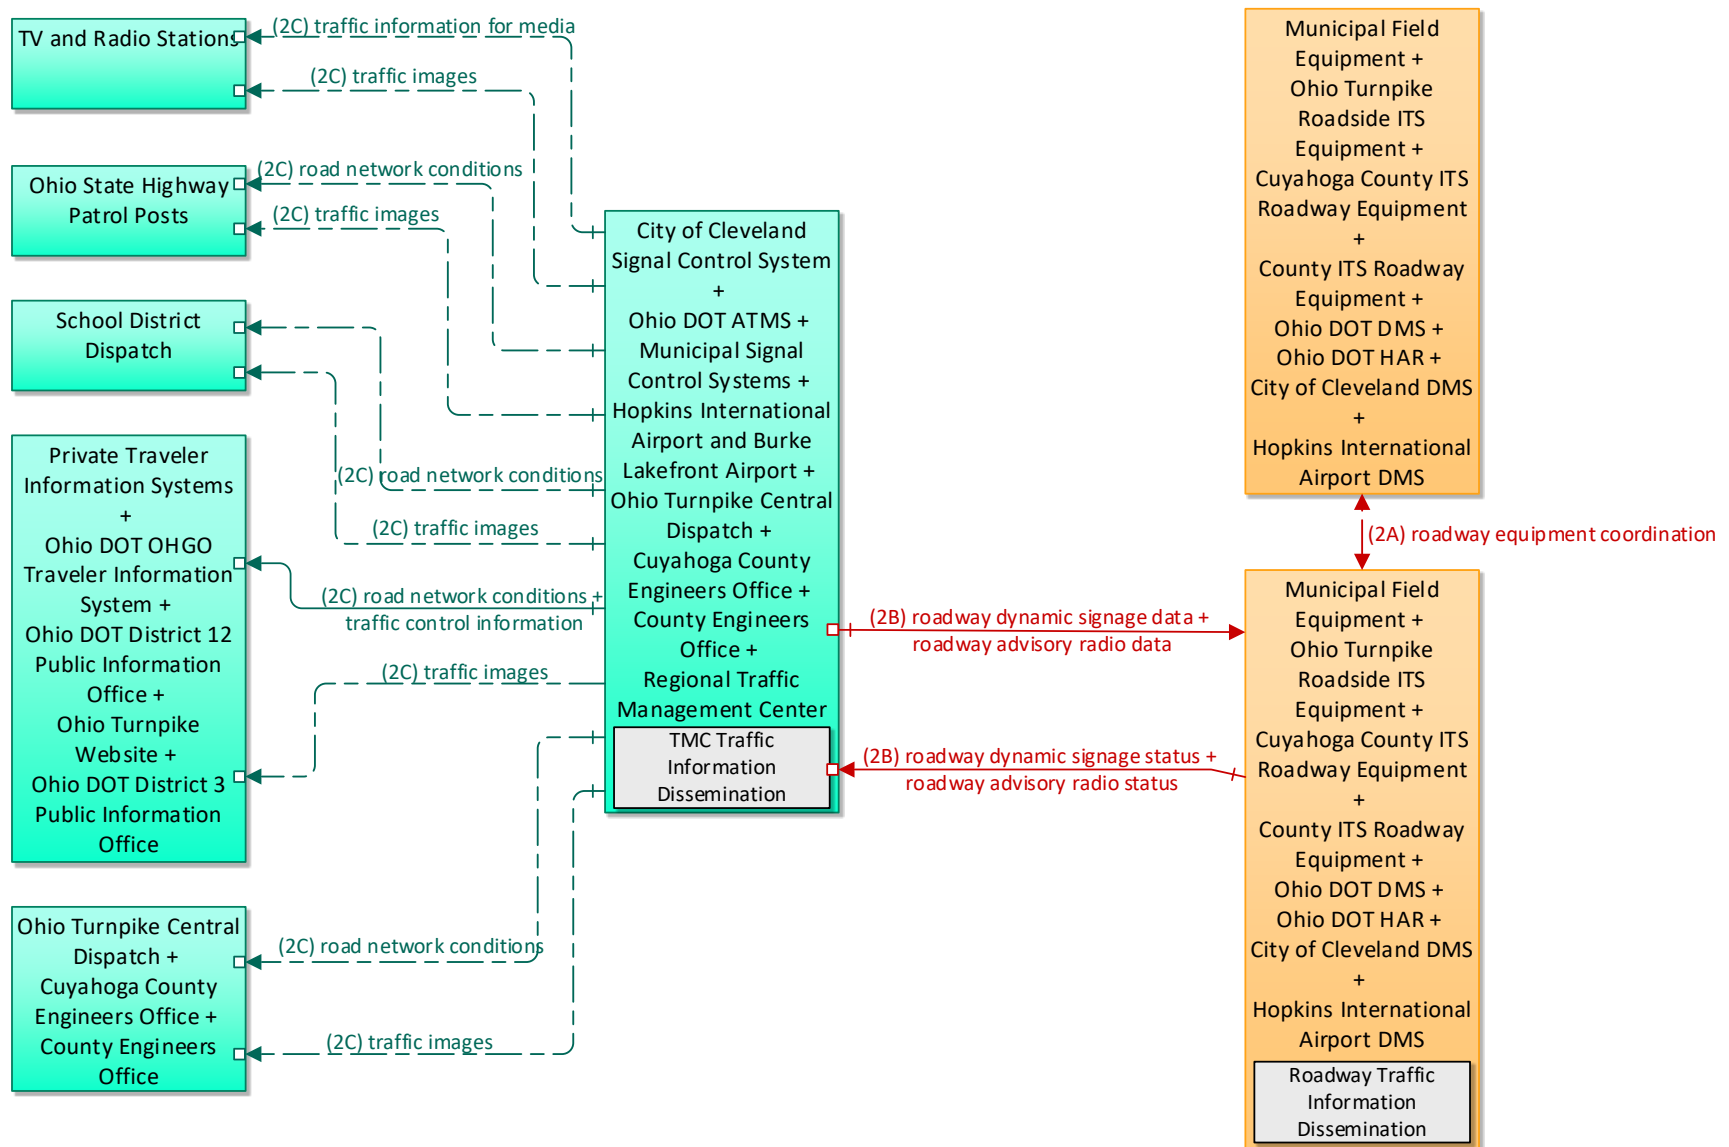 TV and Radio Stations
(2C) traffic information for media
(2C) traffic images
Ohio State Highway
Patrol Posts
(2C) road network conditions
(2C) traffic images
School District
Dispatch
(2C) road network conditions
(2C) traffic images
Private Traveler
Information Systems
+
Ohio DOT OHGO
Traveler Information
System +
Ohio DOT District 12
Public Information
Office +
Ohio Turnpike
Website +
Ohio DOT District 3
Public Information
Office
(2C) road network conditions +
traffic control information
(2C) traffic images
Ohio Turnpike Central
Dispatch +
Cuyahoga County
Engineers Office +
County Engineers
Office
(2C) road network conditions
(2C) traffic images
City of Cleveland
Signal Control System
+
Ohio DOT ATMS +
Municipal Signal
Control Systems +
Hopkins International
Airport and Burke
Lakefront Airport +
Ohio Turnpike Central
Dispatch +
Cuyahoga County
Engineers Office +
County Engineers
Office +
Regional Traffic
Management Center
TMC Traffic
Information
Dissemination
(2B) roadway dynamic signage data +
roadway advisory radio data
(2B) roadway dynamic signage status +
roadway advisory radio status
Municipal Field
Equipment +
Ohio Turnpike
Roadside ITS
Equipment +
Cuyahoga County ITS
Roadway Equipment
+
County ITS Roadway
Equipment +
Ohio DOT DMS +
Ohio DOT HAR +
City of Cleveland DMS
+
Hopkins International
Airport DMS
(2A) roadway equipment coordination
Municipal Field
Equipment +
Ohio Turnpike
Roadside ITS
Equipment +
Cuyahoga County ITS
Roadway Equipment
+
County ITS Roadway
Equipment +
Ohio DOT DMS +
Ohio DOT HAR +
City of Cleveland DMS
+
Hopkins International
Airport DMS
Roadway Traffic
Information
Dissemination